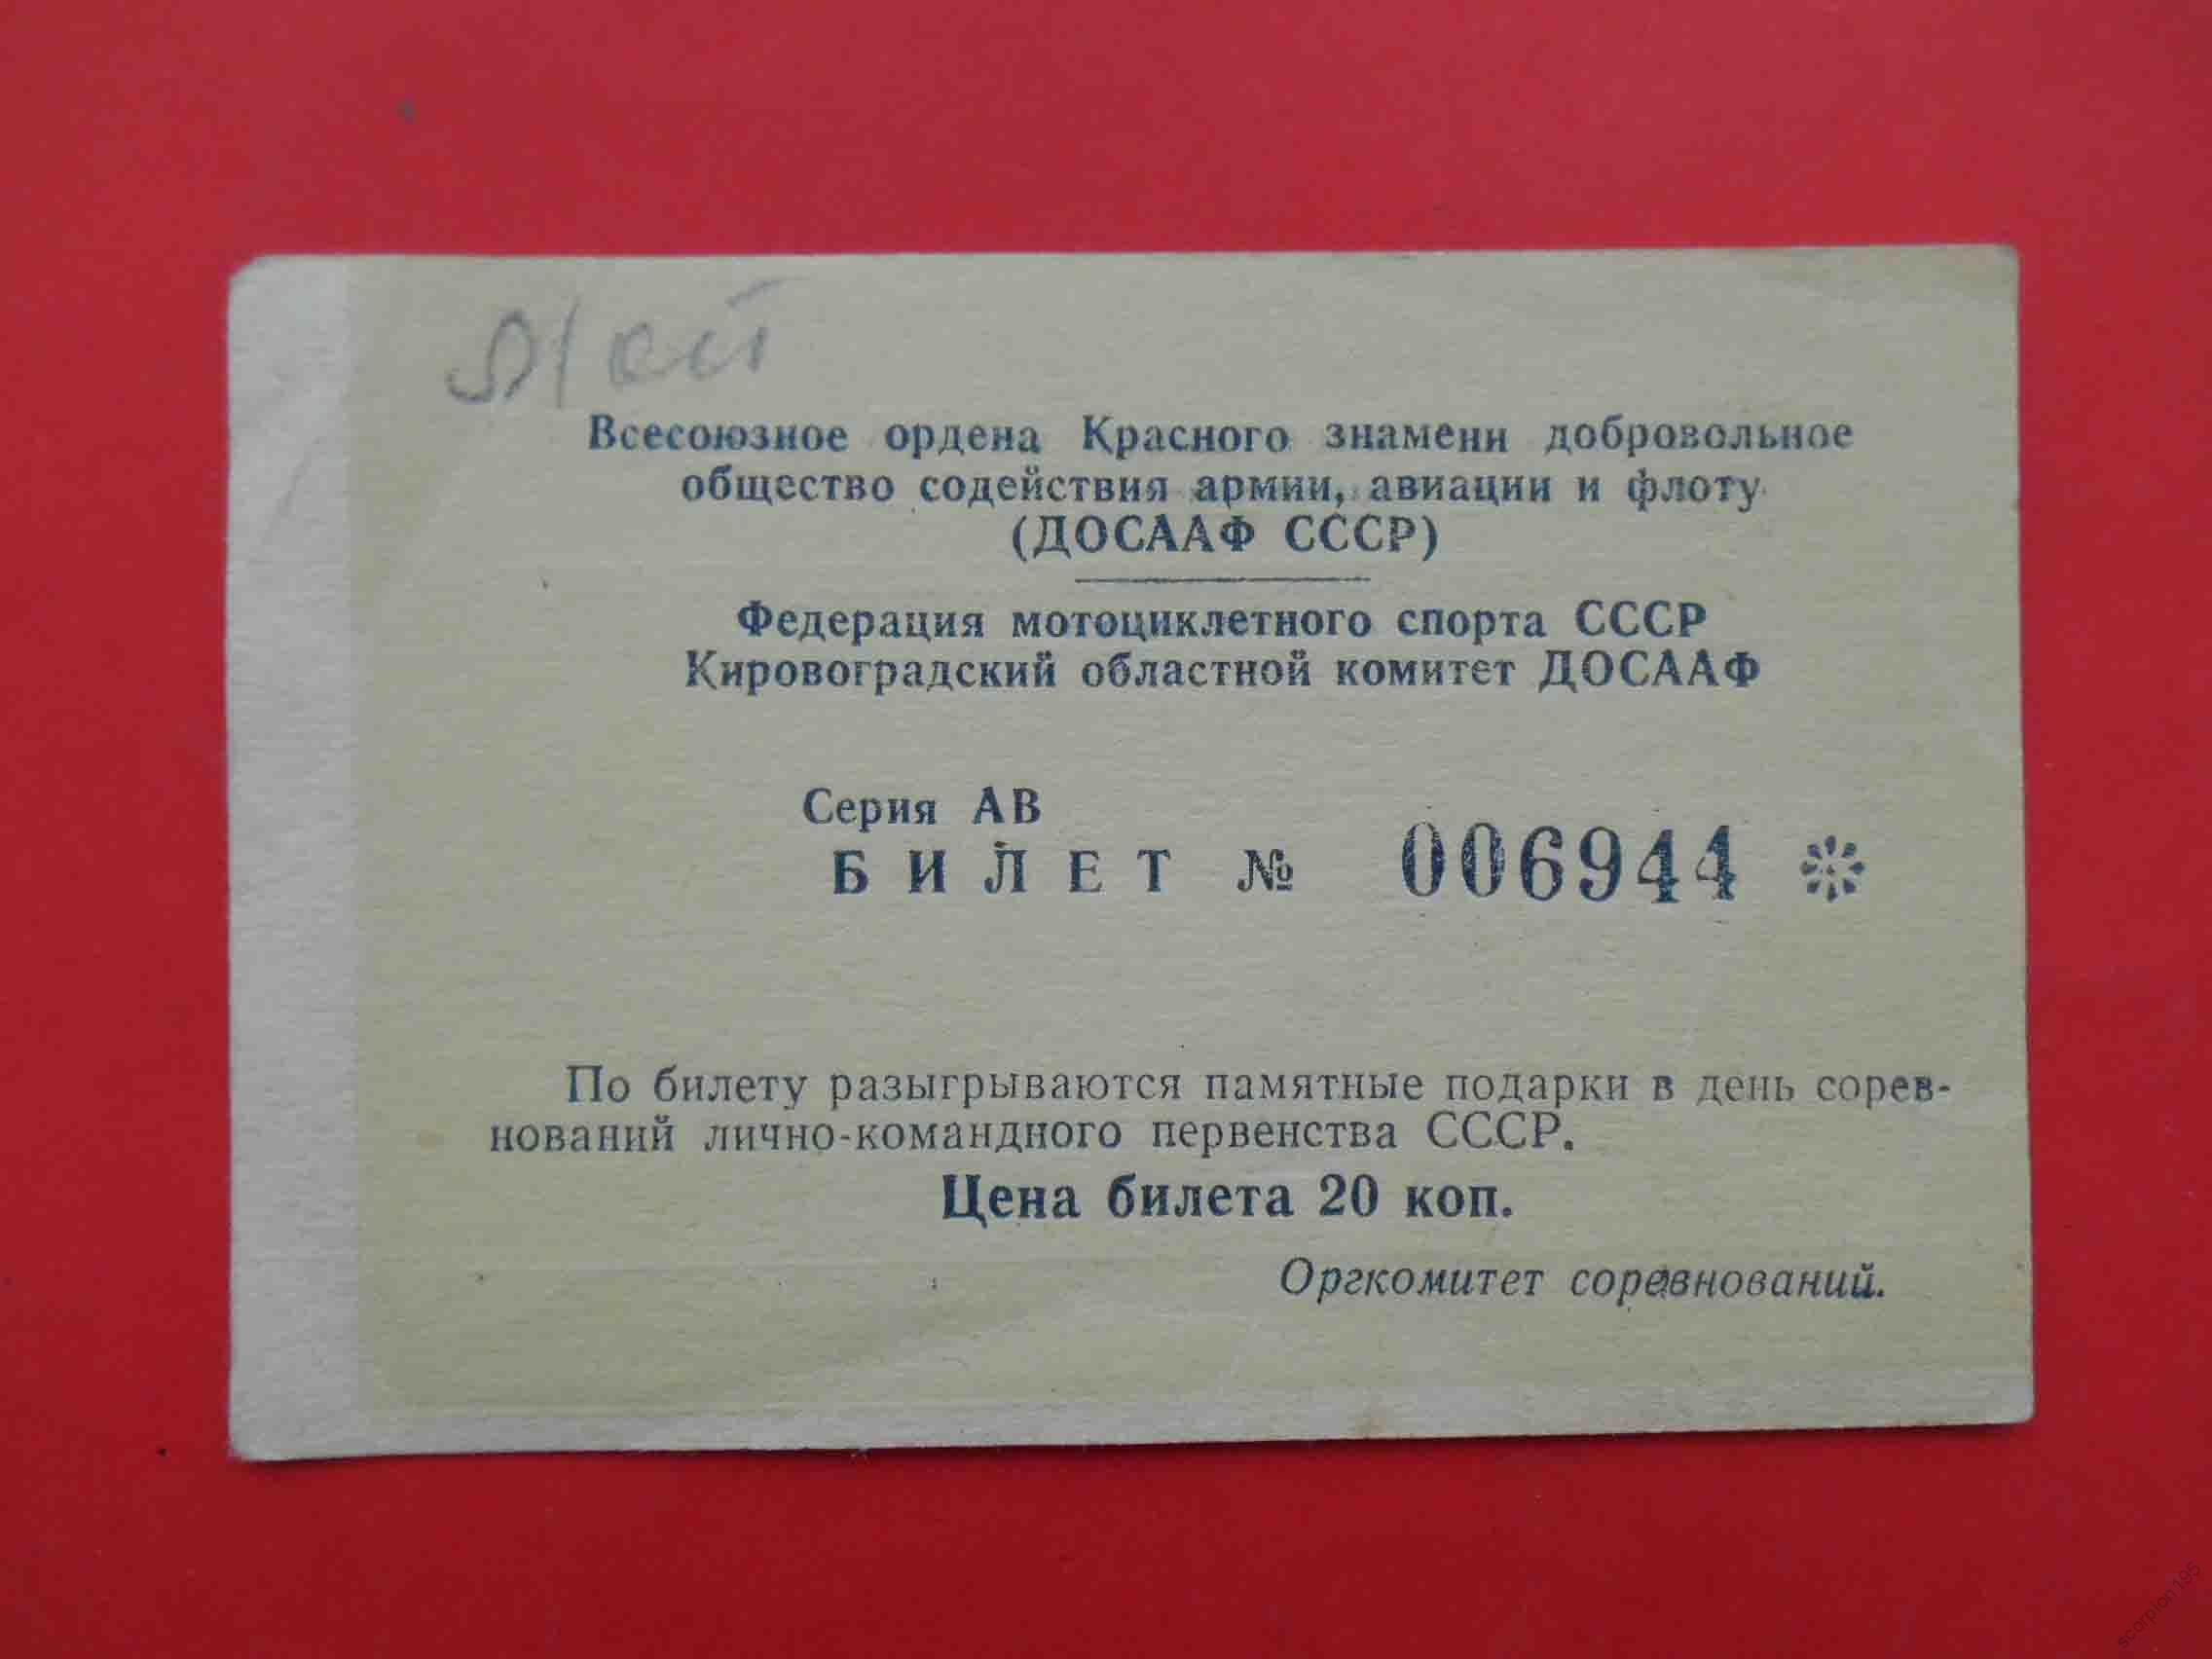 Всесоюзное ордена Красного знамени добровольное
общество содействия армии, авиации и флоту
(ДОСААФ СССР)
Федерация мотоциклетного спорта СССР
Кировоградский областной комитет ДОСААФ
Серия АВ
БИЛЕТ № 006944
По билету разыгрываются памятные подарки в день сорев-
нований лично-командного первенства СССР.
Цена билета 20 коп.
Оргкомитет соревнований.
scorpion195